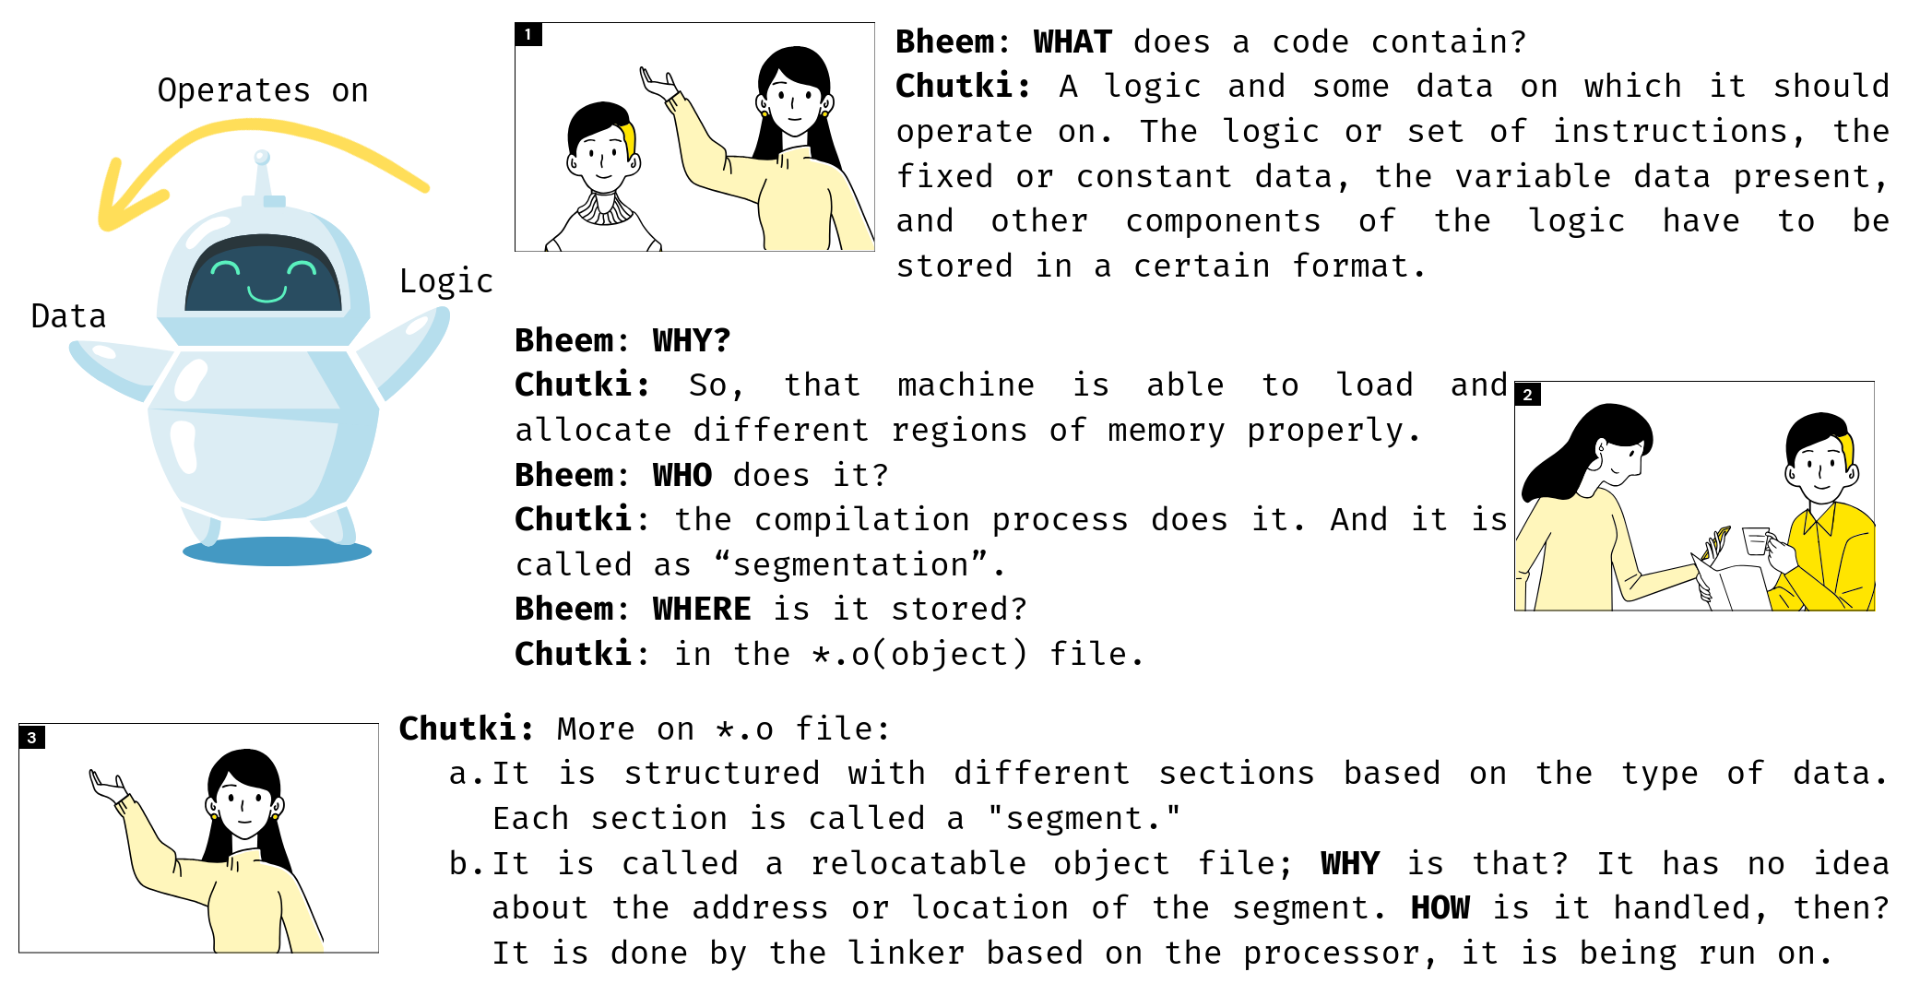 Operates on
Data
Logic
1
Bheem: WHAT does a code contain?
Chutki: A logic and some data on which it should
operate on. The logic or set of instructions, the
fixed or constant data, the variable data present,
and other components of the logic have to be
stored in a certain format.
Bheem: WHY?
Chutki: So, that machine is able to load and
allocate different regions of memory properly.
Bheem: WHO does it?
Chutki: the compilation process does it. And it is
called as “segmentation”.
Bheem: WHERE is it stored?
Chutki: in the *.o(object) file.
2
3
Chutki: More on *.o file:
a. It is structured with different sections based on the type of data.
Each section is called a "segment."
b. It is called a relocatable object file; WHY is that? It has no idea
about the address or location of the segment. HOW is it handled, then?
It is done by the linker based on the processor, it is being run on.